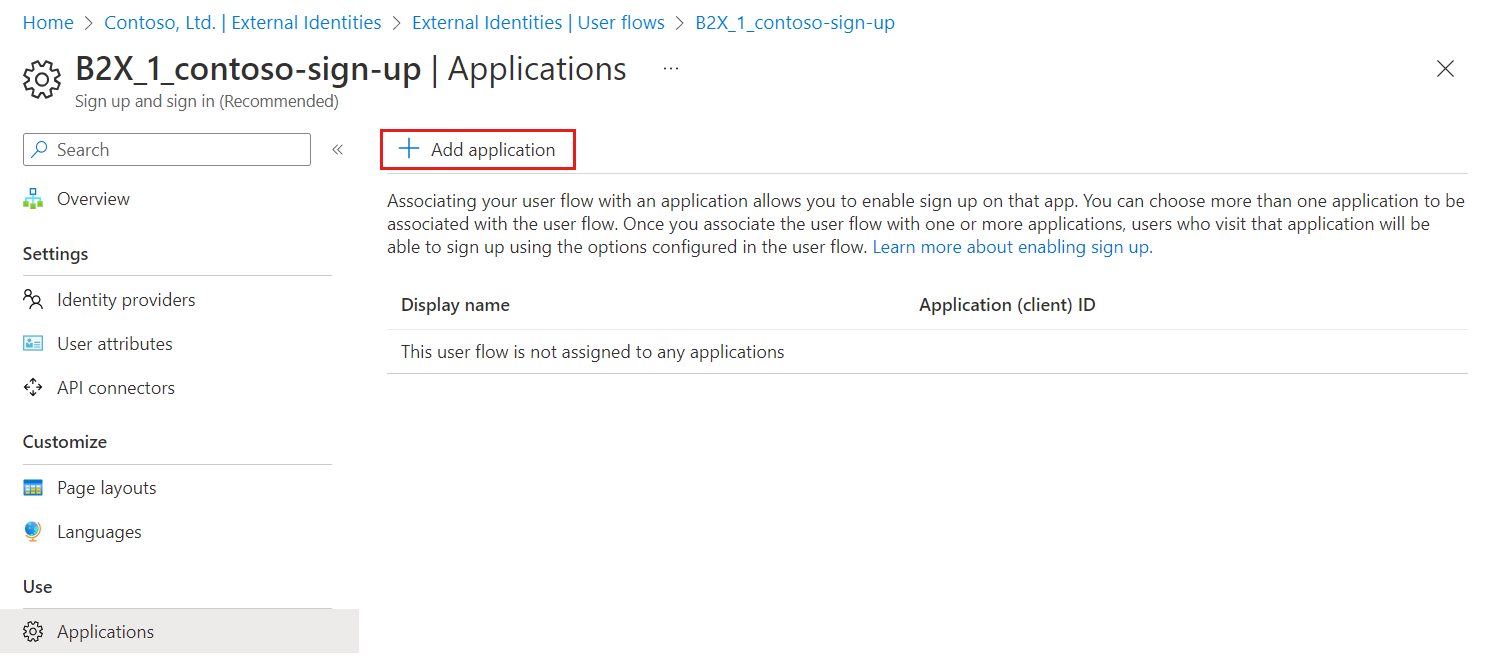 Home > Contoso, Ltd. | External Identities > External Identities | User flows > B2X_1_contoso-sign-up
B2X_1_contoso-sign-up | Applications ...
Sign up and sign in (Recommended)
Search «
Add application
Overview
Settings
Identity providers
User attributes
API connectors
Customize
Page layouts
Languages
Use
Applications
Associating your user flow with an application allows you to enable sign up on that app. You can choose more than one application to be
associated with the user flow. Once you associate the user flow with one or more applications, users who visit that application will be
able to sign up using the options configured in the user flow. Learn more about enabling sign up.
Display name Application (client) ID
This user flow is not assigned to any applications